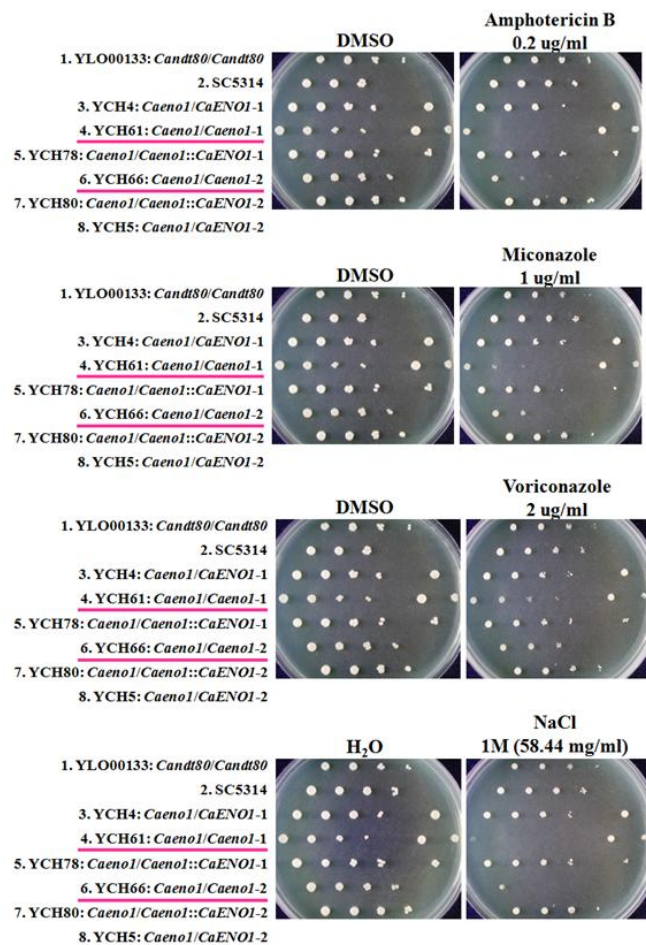 DMSO
Amphotericin B
0.2 ug/ml
1. YLO00133: Candt80/Candt80
2. SC5314
3. YCH4: Caeno1/CaENO1-1
4. YCH61: Caeno1/Caeno1-1
5. YCH78: Caeno1/Caeno1::CaENO1-1
6. YCH66: Caeno1/Caeno1-2
7. YCH80: Caeno1/Caeno1::CaENO1-2
8. YCH5: Caeno1/CaENO1-2
DMSO
Miconazole
1 ug/ml
1. YLO00133: Candt80/Candt80
2. SC5314
3. YCH4: Caeno1/CaENO1-1
4. YCH61: Caeno1/Caeno1-1
5. YCH78: Caeno1/Caeno1::CaENO1-1
6. YCH66: Caeno1/Caeno1-2
7. YCH80: Caeno1/Caeno1::CaENO1-2
8. YCH5: Caeno1/CaENO1-2
DMSO
Voriconazole
2 ug/ml
1. YLO00133: Candt80/Candt80
2. SC5314
3. YCH4: Caeno1/CaENO1-1
4. YCH61: Caeno1/Caeno1-1
5. YCH78: Caeno1/Caeno1::CaENO1-1
6. YCH66: Caeno1/Caeno1-2
7. YCH80: Caeno1/Caeno1::CaENO1-2
8. YCH5: Caeno1/CaENO1-2
H₂O
NaCl
1M (58.44 mg/ml)
1. YLO00133: Candt80/Candt80
2. SC5314
3. YCH4: Caeno1/CaENO1-1
4. YCH61: Caeno1/Caeno1-1
5. YCH78: Caeno1/Caeno1::CaENO1-1
6. YCH66: Caeno1/Caeno1-2
7. YCH80: Caeno1/Caeno1::CaENO1-2
8. YCH5: Caeno1/CaENO1-2